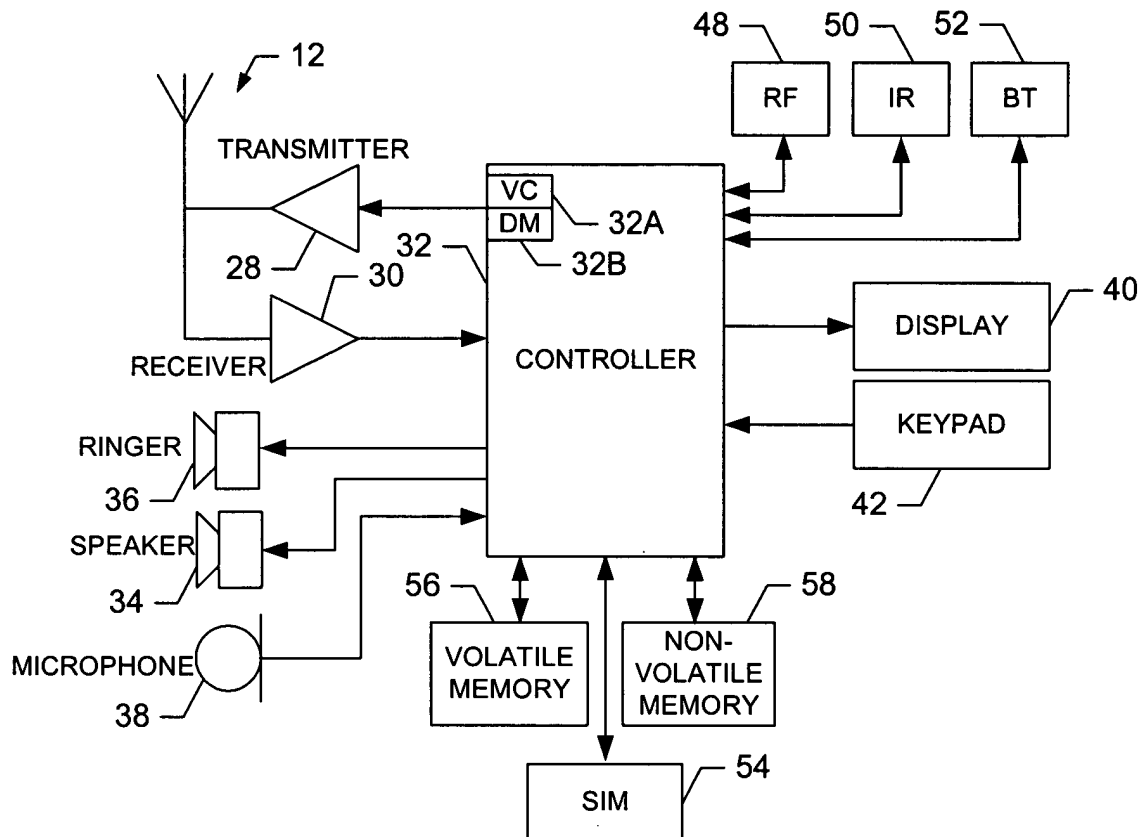 48
50
52
12
RF
IR
BT
TRANSMITTER
VC
DM
32A
32
32B
28
30
40
DISPLAY
CONTROLLER
RECEIVER
KEYPAD
RINGER
36
42
SPEAKER
34
56
58
VOLATILE
MEMORY
NON-
VOLATILE
MEMORY
MICROPHONE
38
54
SIM